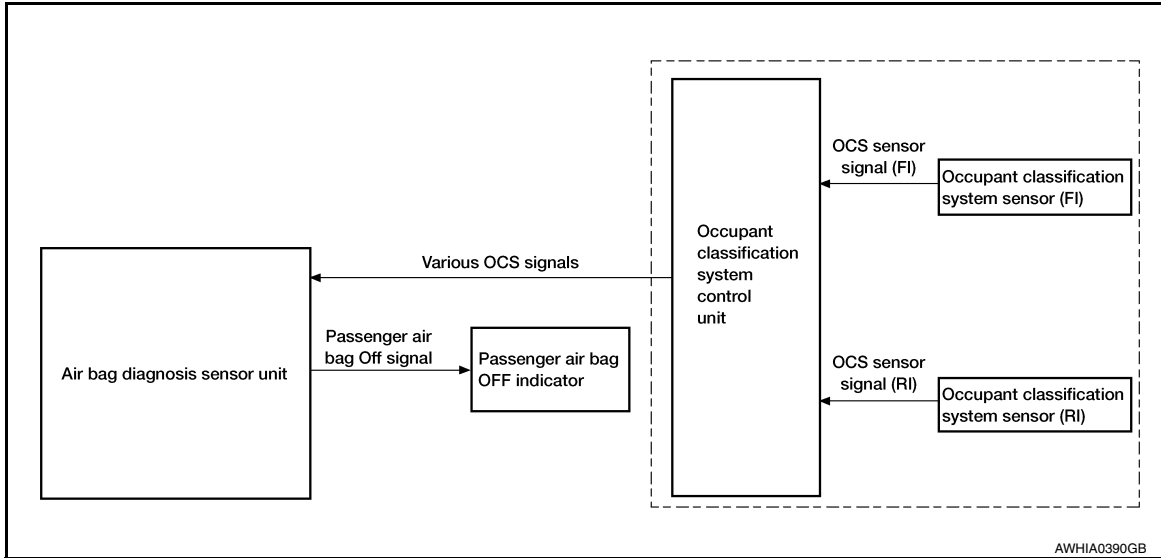 OCS sensor
signal (FI)
Occupant classification
system sensor (FI)
Occupant
classification
system
control
unit
Various OCS signals
Passenger air
bag Off signal
Passenger air bag
OFF indicator
Air bag diagnosis sensor unit
OCS sensor
signal (RI)
Occupant classification
system sensor (RI)
AWHIA0390GB